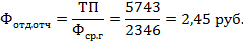 Ф_отд.отч = ТП / Ф_ср.г = 5743 / 2346 = 2,45 руб.